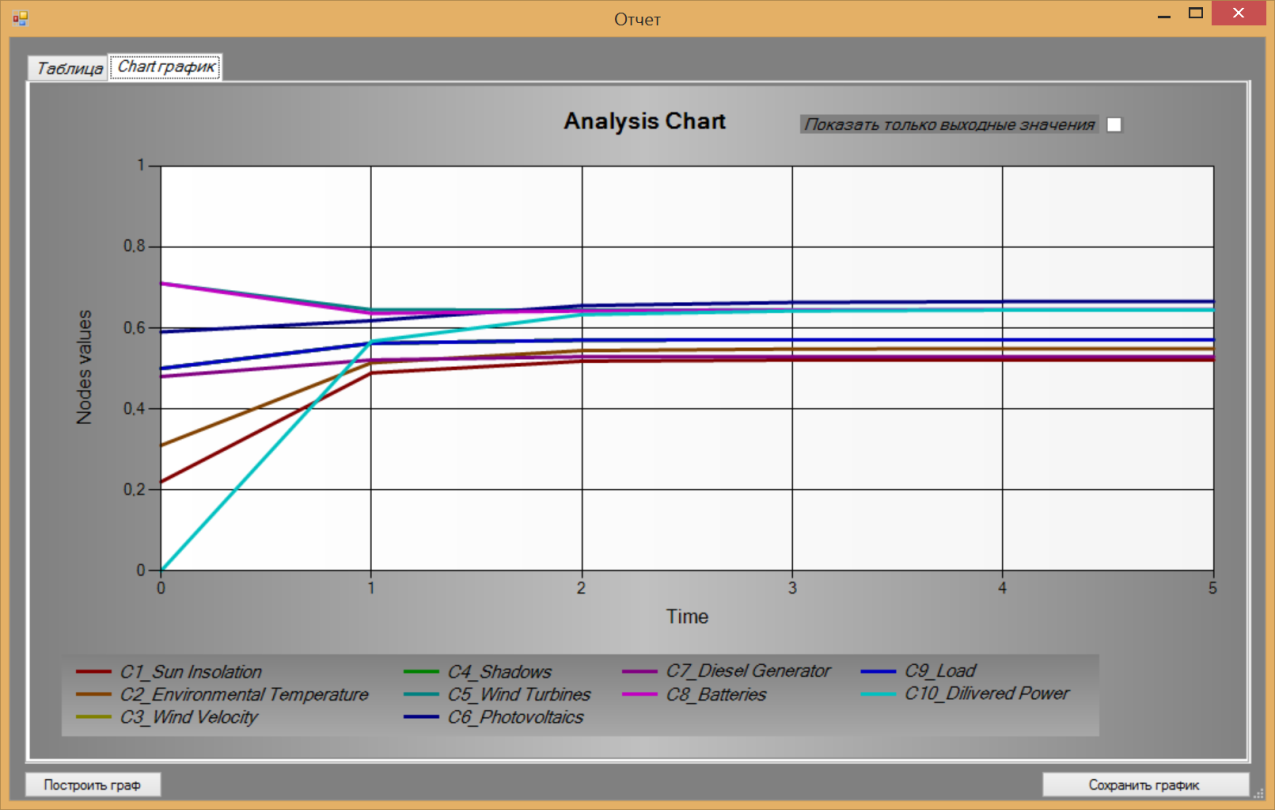 Отчет
Таблица
Chart график
Analysis Chart
Показать только выходные значения
1
0,8
0,6
0,4
0,2
0
Nodes values
0 1 2 3 4 5
Time
C1_Sun Insolation C4_Shadows C7_Diesel Generator C9_Load
C2_Environmental Temperature C5_Wind Turbines C8_Batteries C10_Dilivered Power
C3_Wind Velocity C6_Photovoltaics
Построить граф Сохранить график